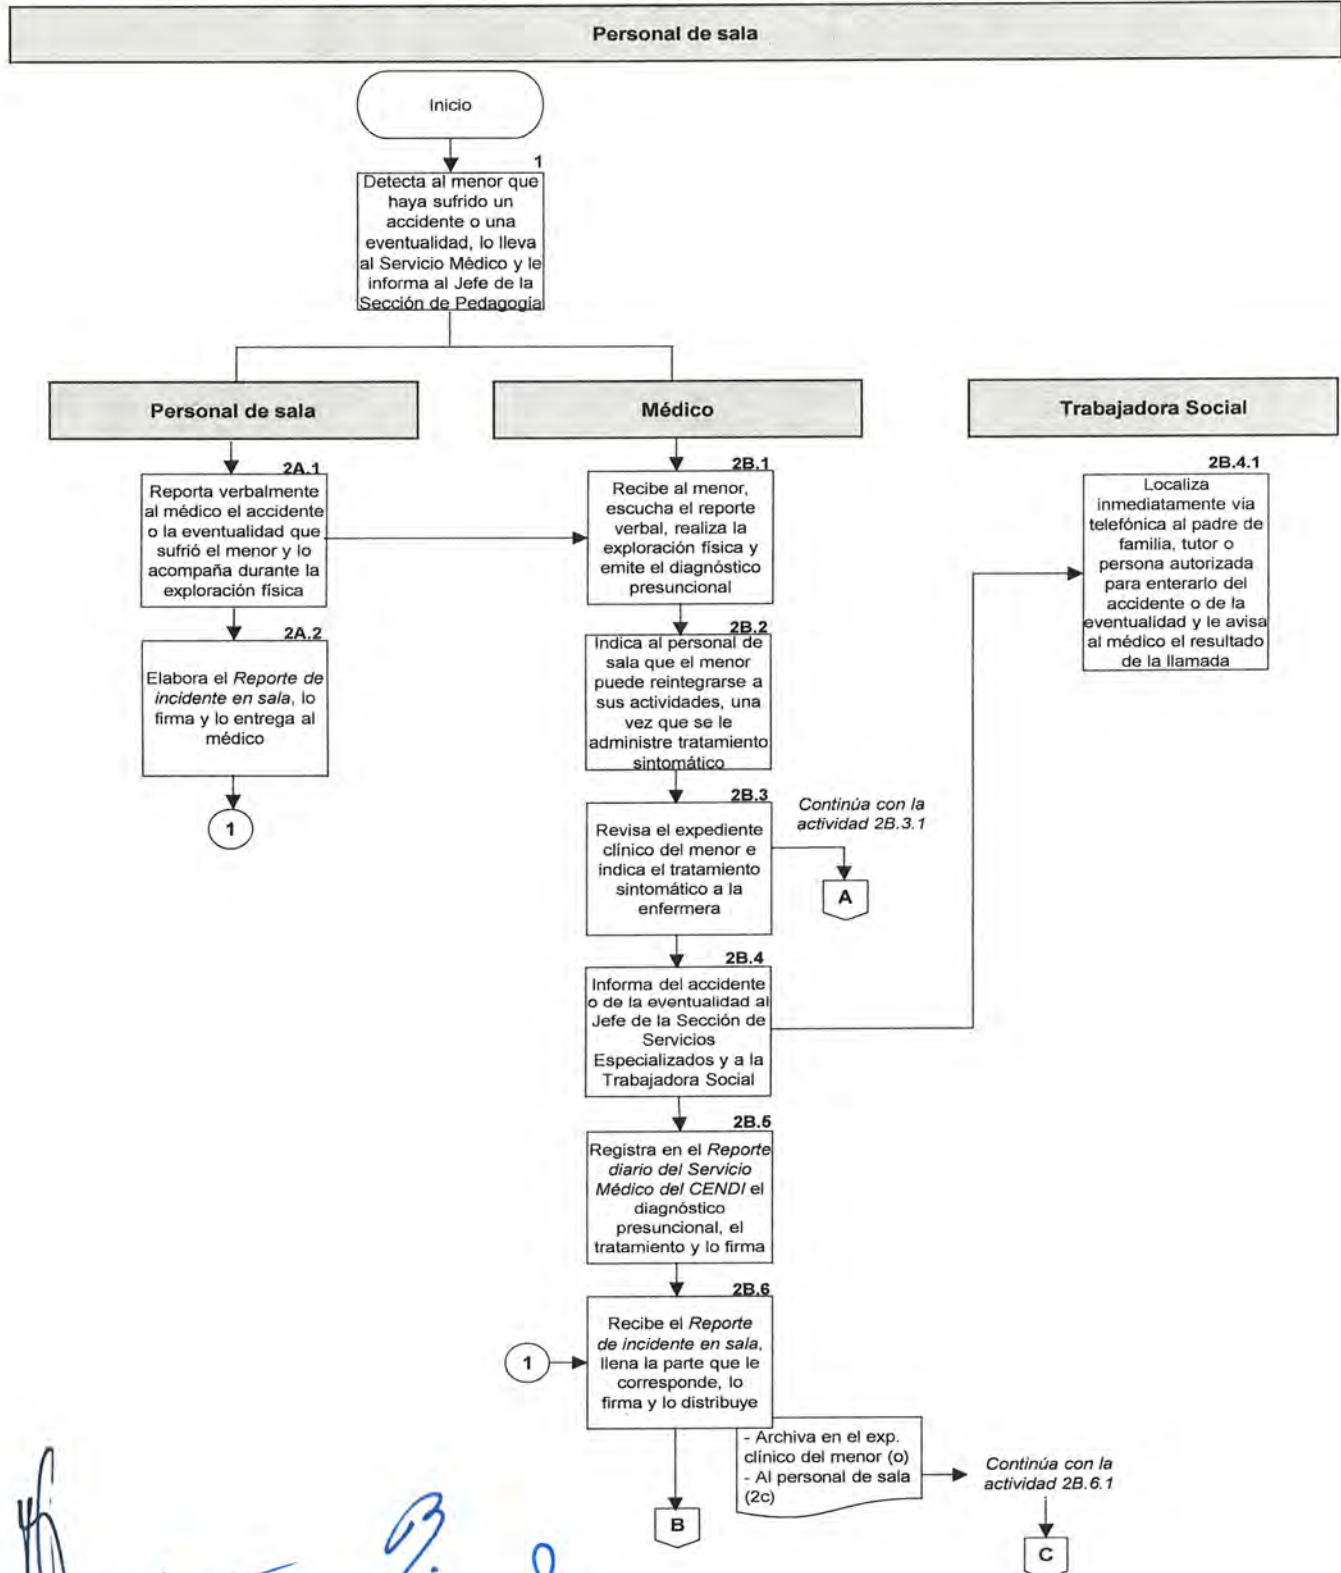 Personal de sala
Inicio
1
Detecta al menor que
haya sufrido un
accidente o una
eventualidad, lo lleva
al Servicio Médico y le
informa al Jefe de la
Sección de Pedagogía
Personal de sala
Médico
Trabajadora Social
2A.1
Reporta verbalmente
al médico el accidente
o la eventualidad que
sufrió el menor y lo
acompaña durante la
exploración física
2A.2
Elabora el Reporte de
incidente en sala, lo
firma y lo entrega al
médico
1
2B.1
Recibe al menor,
escucha el reporte
verbal, realiza la
exploración física y
emite el diagnóstico
presuncional
2B.2
Indica al personal de
sala que el menor
puede reintegrarse a
sus actividades, una
vez que se le
administre tratamiento
sintomático
2B.3
Revisa el expediente
clínico del menor e
indica el tratamiento
sintomático a la
enfermera
Continúa con la
actividad 2B.3.1
A
2B.4
Informa del accidente
o de la eventualidad al
Jefe de la Sección de
Servicios
Especializados y a la
Trabajadora Social
2B.4.1
Localiza
inmediatamente vía
telefónica al padre de
familia, tutor o
persona autorizada
para enterarlo del
accidente o de la
eventualidad y le avisa
al médico el resultado
de la llamada
2B.5
Registra en el Reporte
diario del Servicio
Médico del CENDI el
diagnóstico
presuncional, el
tratamiento y lo firma
2B.6
1
Recibe el Reporte
de incidente en sala,
llena la parte que le
corresponde, lo
firma y lo distribuye
- Archiva en el exp.
clínico del menor (o)
- Al personal de sala
(2c)
Continúa con la
actividad 2B.6.1
B
C